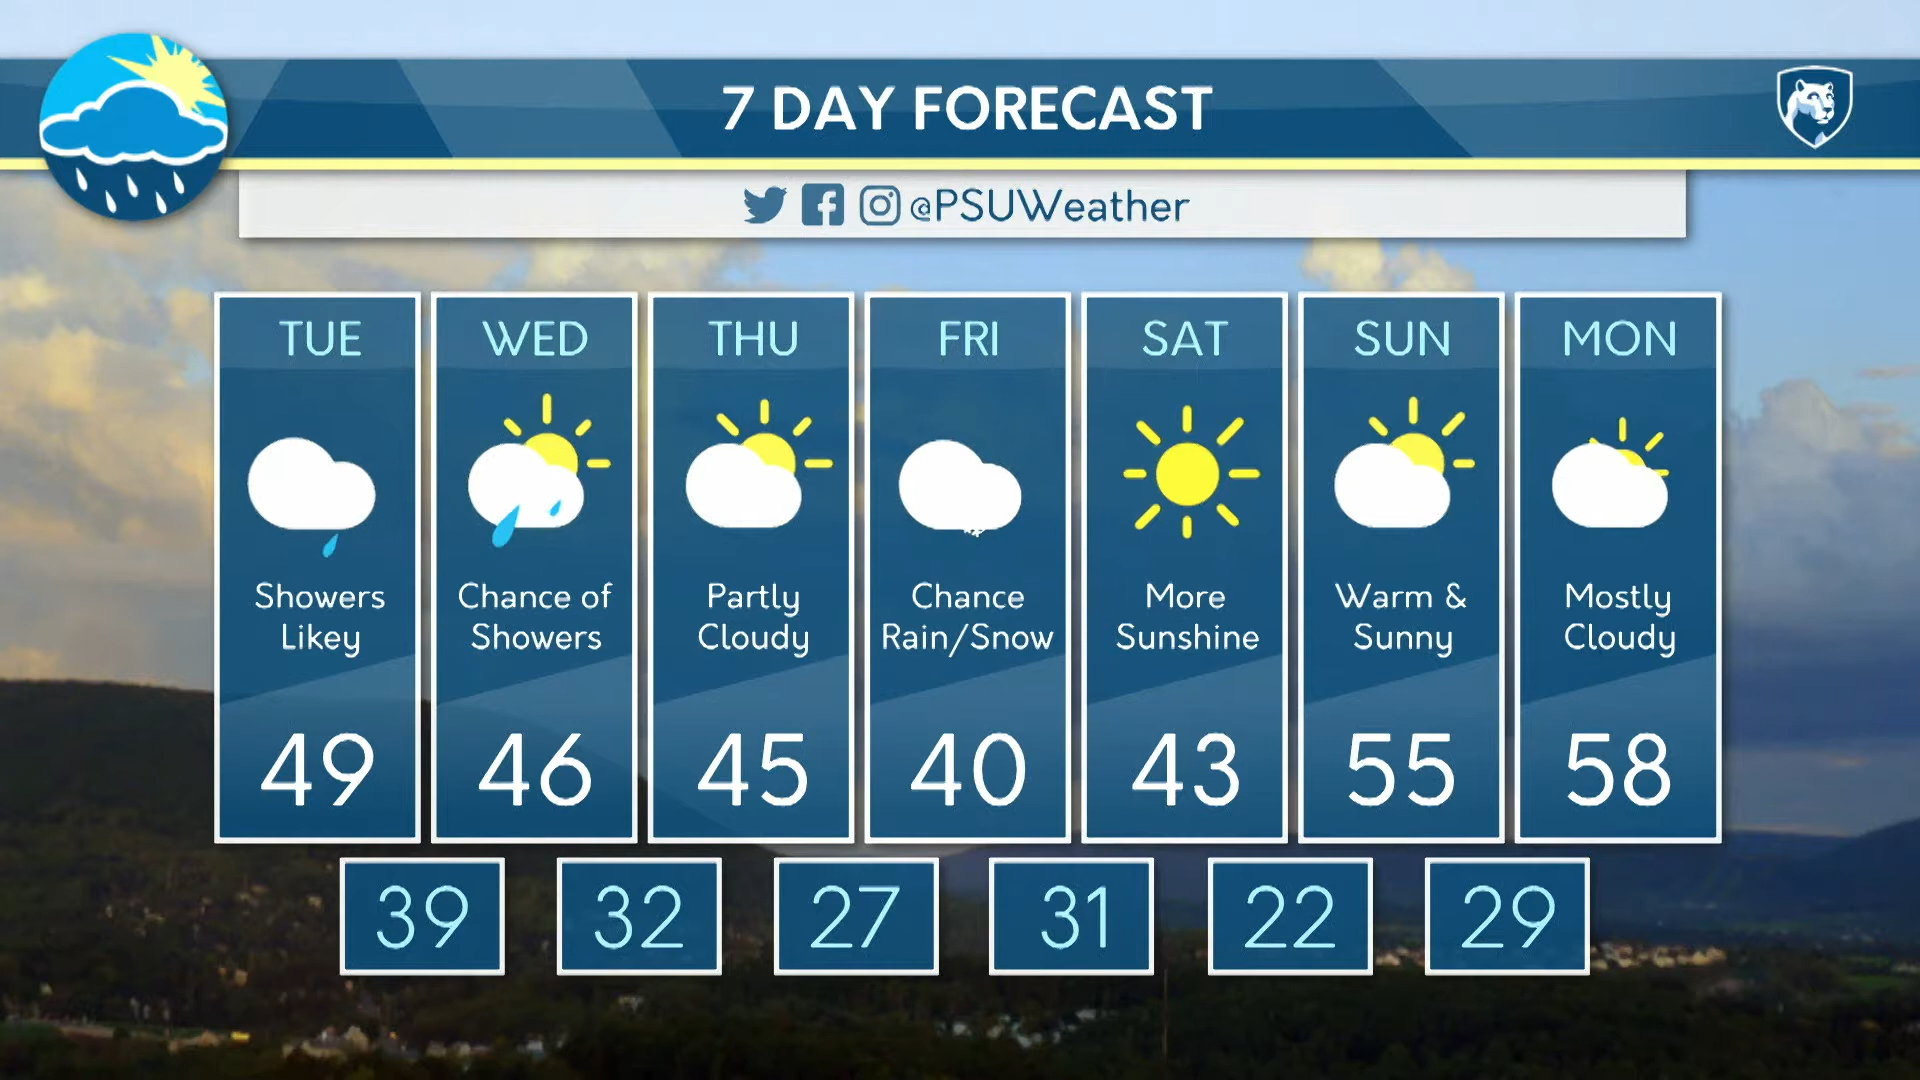 7 DAY FORECAST
@PSUWeather
TUE
Showers
Likey
49
WED
Chance of
Showers
46
THU
Partly
Cloudy
45
FRI
Chance
Rain/Snow
40
SAT
More
Sunshine
43
SUN
Warm &
Sunny
55
MON
Mostly
Cloudy
58
39
32
27
31
22
29